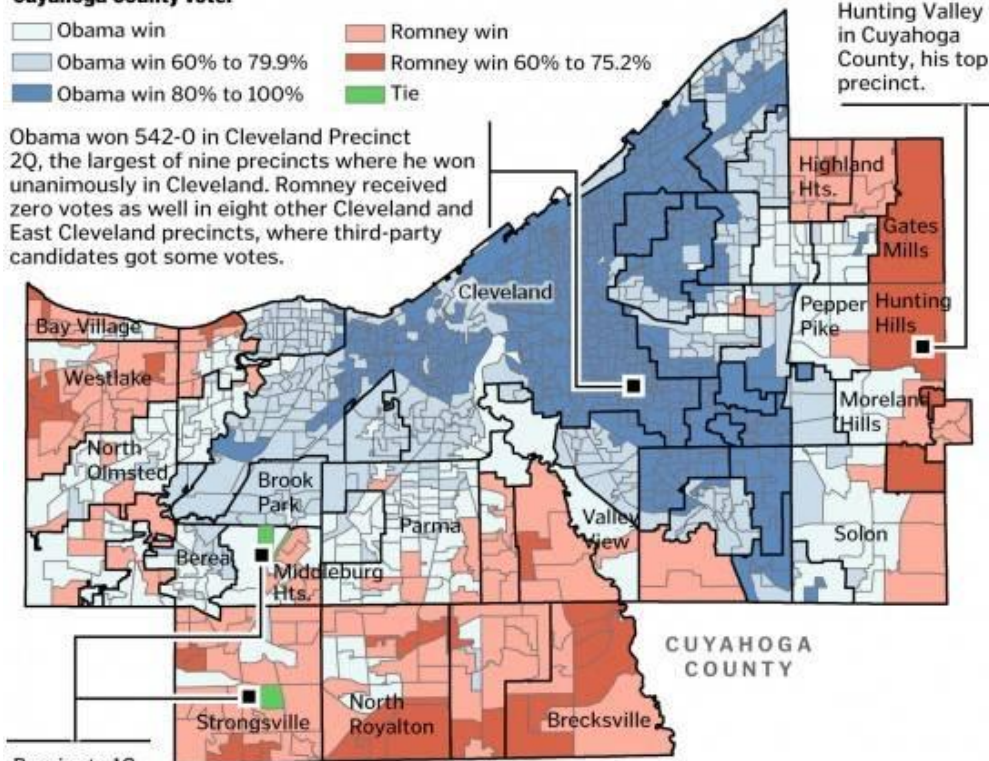 Cuyahoga County vote:
Obama win
Obama win 60% to 79.9%
Obama win 80% to 100%
Romney win
Romney win 60% to 75.2%
Tie
Hunting Valley
in Cuyahoga
County, his top
precinct.
Obama won 542-0 in Cleveland Precinct
2Q, the largest of nine precincts where he won
unanimously in Cleveland. Romney received
zero votes as well in eight other Cleveland and
East Cleveland precincts, where third-party
candidates got some votes.
Highland
Hts.
Gates
Mills
Cleveland
Bay Village
Pepper
Pike
Hunting
Hills
Westlake
Moreland
Hills
North
Olmsted
Brook
Park
Parma
Valley
View
Solon
Berea
Middleburg
Hts.
CUYAHOGA
COUNTY
Strongsville
North
Royalton
Brecksville